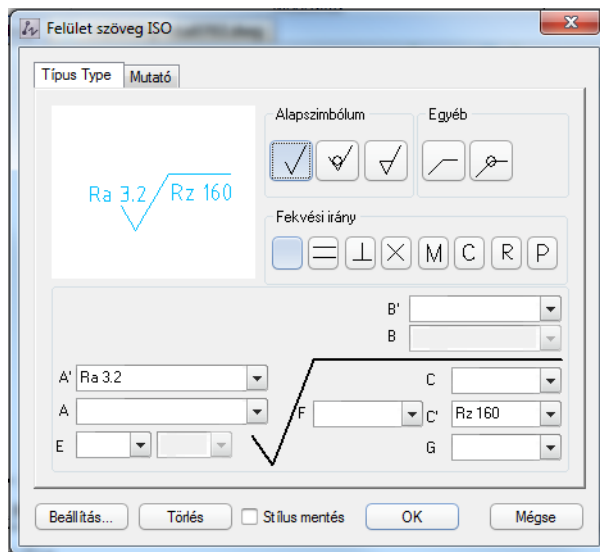 Felület szöveg ISO
Típus Type
Mutató
Alapszimbólum
Egyéb
Ra 3.2
Rz 160
Fekvési irány
M C R P
B'
B
A' Ra 3.2
C
A
F
C' Rz 160
E
G
Beállítás...
Törlés
Stílus mentés
OK
Mégse